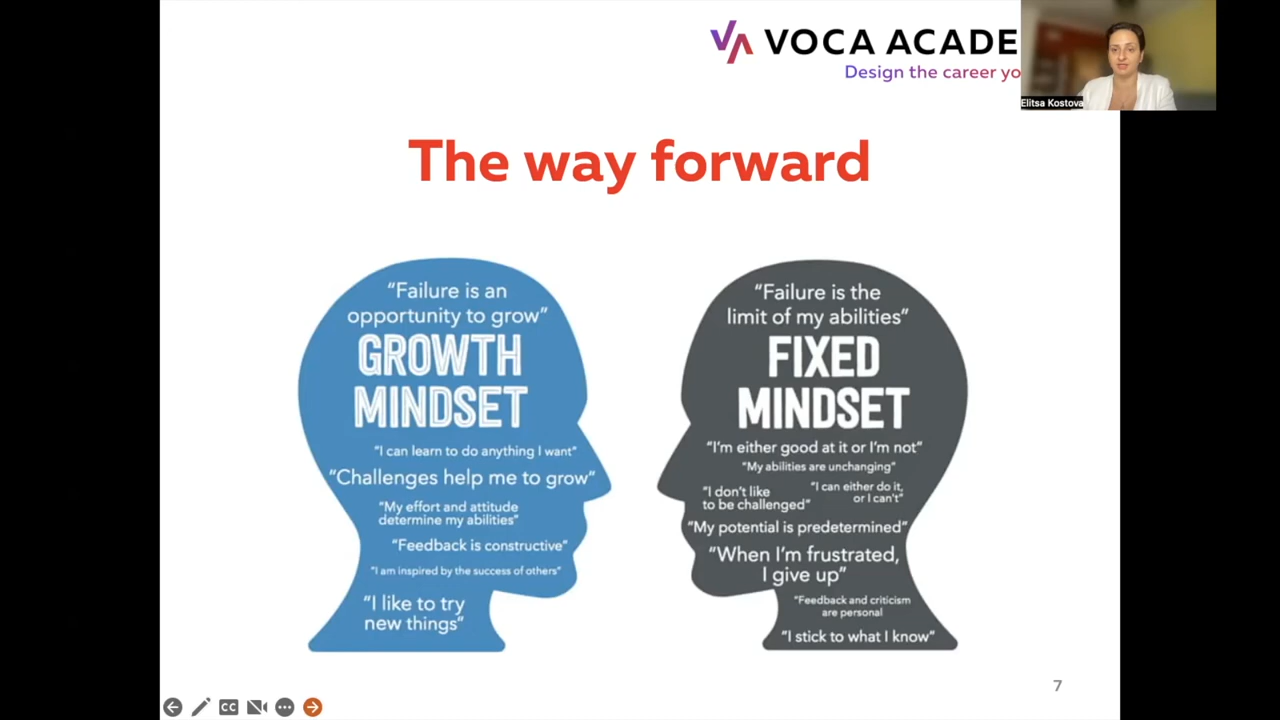 VOCA ACADE
Design the career yo
Elitsa Kostova
The way forward
“Failure is an
opportunity to grow”
GROWTH
MINDSET
“I can learn to do anything I want”
“Challenges help me to grow”
“My effort and attitude
determine my abilities”
“Feedback is constructive”
“I am inspired by the success of others”
“I like to try
new things”
“Failure is the
limit of my abilities”
FIXED
MINDSET
“I’m either good at it or I’m not”
“My abilities are unchanging”
“I don’t like
to be challenged”
“I can either do it,
or I can’t”
“My potential is predetermined”
“When I’m frustrated,
I give up”
“Feedback and criticism
are personal
“I stick to what I know”
7
CC